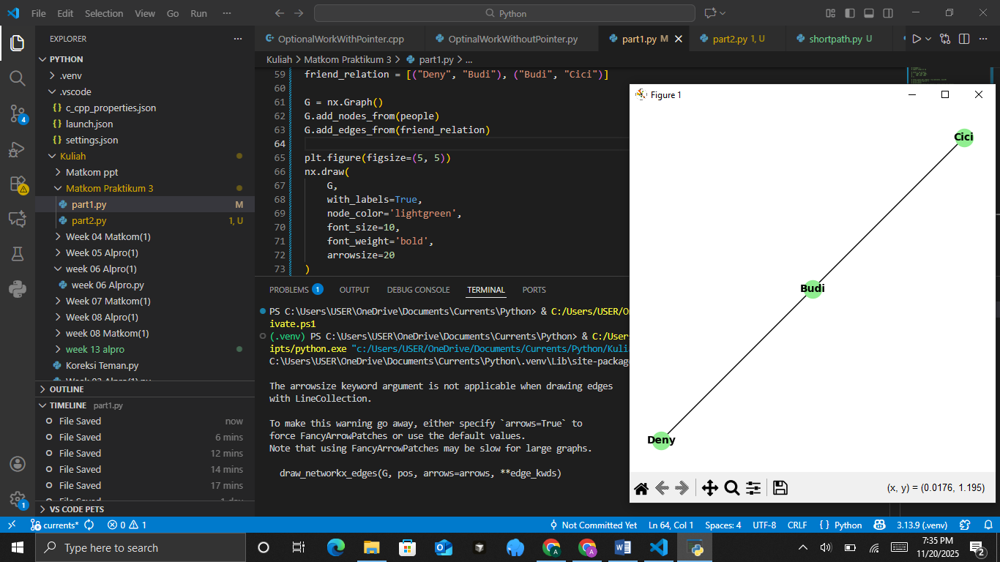 File Edit Selection View Go Run ···
Python
EXPLORER ···
PYTHON
.venv
.vscode
{} c_cpp_properties.json
{} launch.json
{} settings.json
Kuliah
Matkom ppt
Matkom Praktikum 3
part1.py M
part2.py 1, U
Week 04 Matkom(1)
Week 05 Alpro(1)
week 06 Alpro(1)
week 06 Alpro.py
Week 07 Matkom(1)
Week 08 Alpro(1)
week 08 Matkom(1)
week 13 alpro
Koreksi Teman.py
OUTLINE
TIMELINE part1.py
File Saved now
File Saved 6 mins
File Saved 12 mins
File Saved 14 mins
File Saved 17 mins
VS CODE PETS
4
1
OptionalWorkWithPointer.cpp OptinalWorkWithoutPointer.py part1.py M part2.py 1, U shortpath.py U
Kuliah > Matkom Praktikum 3 > part1.py > ...
59 friend_relation = [("Deny", "Budi"), ("Budi", "Cici")]
60
61 G = nx.Graph()
62 G.add_nodes_from(people)
63 G.add_edges_from(friend_relation)
64
65 plt.figure(figsize=(5, 5))
66 nx.draw(
67 G,
68 with_labels=True,
69 node_color='lightgreen',
70 font_size=10,
71 font_weight='bold',
72 arrowsize=20
73 )
PROBLEMS 1 OUTPUT DEBUG CONSOLE TERMINAL PORTS
PS C:\Users\USER\OneDrive\Documents\Currents\Python> & C:/Users/USER/O
ivate.ps1
(.venv) PS C:\Users\USER\OneDrive\Documents\Currents\Python> & C:/User
ipts/python.exe "c:/Users/USER/OneDrive/Documents/Currents/Python/Kuli
C:\Users\USER\OneDrive\Documents\Currents\Python\.venv\Lib\site-packag
The arrowsize keyword argument is not applicable when drawing edges
with LineCollection.
To make this warning go away, either specify `arrows=True` to
force FancyArrowPatches or use the default values.
Note that using FancyArrowPatches may be slow for large graphs.
draw_networkx_edges(G, pos, arrows=arrows, **edge_kwds)
Figure 1
Cici
Budi
Deny
(x, y) = (0.0176, 1.195)
currents* 0 1 Not Committed Yet Ln 64, Col 1 Spaces: 4 UTF-8 CRLF {} Python 3.13.9 (.venv)
Type here to search
7:35 PM
11/20/2025
2